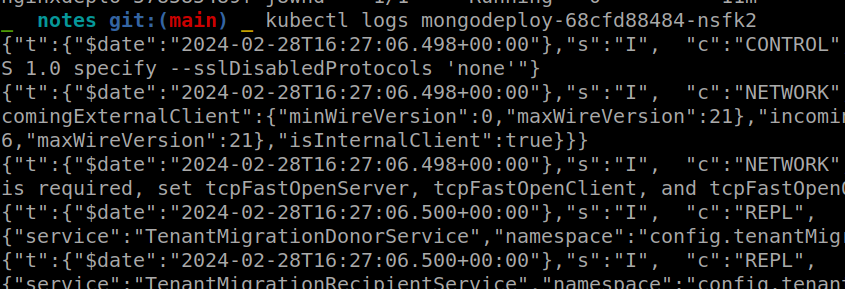 notes git:(main) _ kubectl logs mongodeploy-68cfd88484-nsfk2
{"t":{"$date":"2024-02-28T16:27:06.498+00:00"},"s":"I",  "c":"CONTROL"
S 1.0 specify --sslDisabledProtocols 'none'"}
{"t":{"$date":"2024-02-28T16:27:06.498+00:00"},"s":"I",  "c":"NETWORK"
comingExternalClient":{"minWireVersion":0,"maxWireVersion":21},"incomin
6,"maxWireVersion":21},"isInternalClient":true}}}
{"t":{"$date":"2024-02-28T16:27:06.498+00:00"},"s":"I",  "c":"NETWORK"
is required, set tcpFastOpenServer, tcpFastOpenClient, and tcpFastOpenQ
{"t":{"$date":"2024-02-28T16:27:06.500+00:00"},"s":"I",  "c":"REPL",
{"service":"TenantMigrationDonorService","namespace":"config.tenantMigr
{"t":{"$date":"2024-02-28T16:27:06.500+00:00"},"s":"I",  "c":"REPL",
{"service":"TenantMigrationRecipientService","namespace":"config.tenant